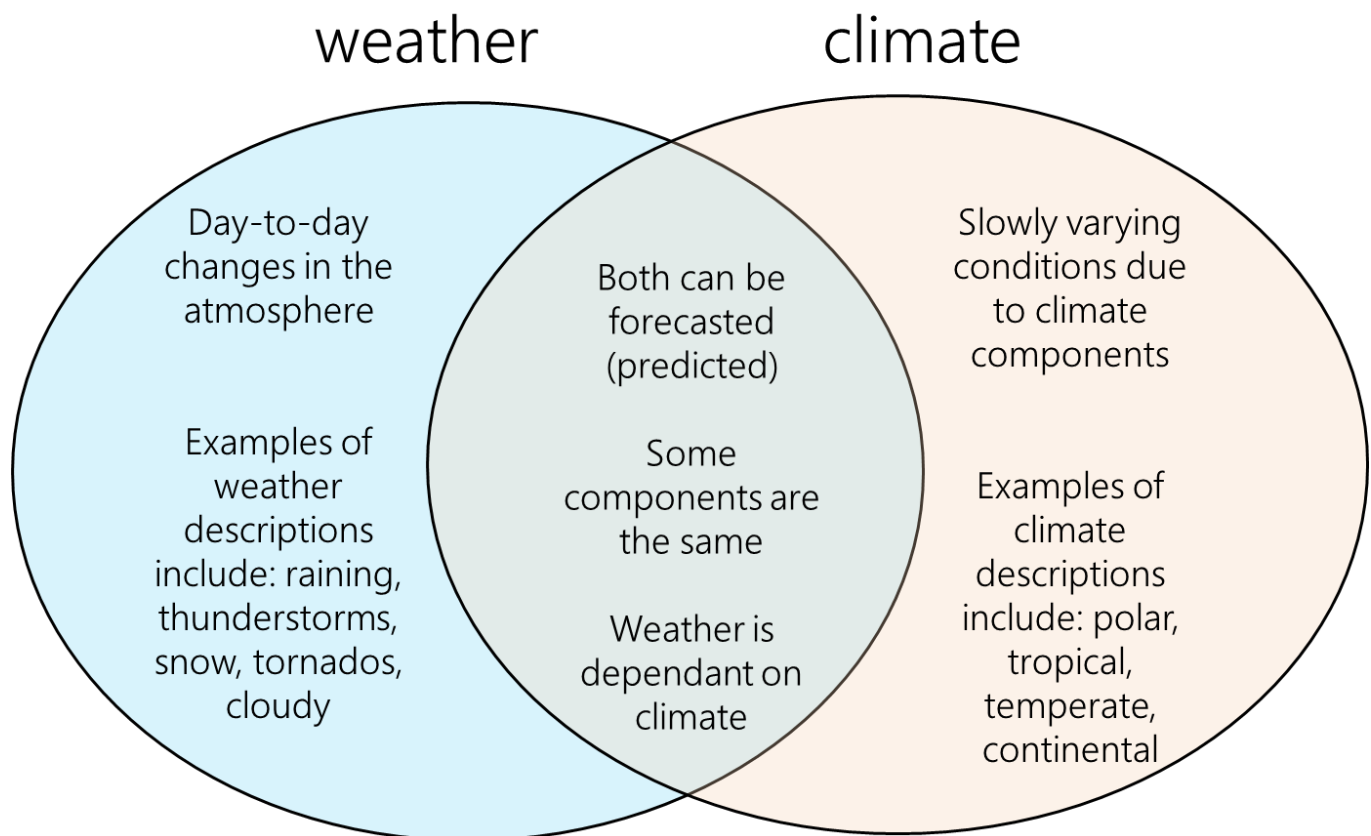 weather
climate
Day-to-day
changes in the
atmosphere
Examples of
weather
descriptions
include: raining,
thunderstorms,
snow, tornados,
cloudy
Both can be
forecasted
(predicted)
Some
components are
the same
Weather is
dependant on
climate
Slowly varying
conditions due
to climate
components
Examples of
climate
descriptions
include: polar,
tropical,
temperate,
continental